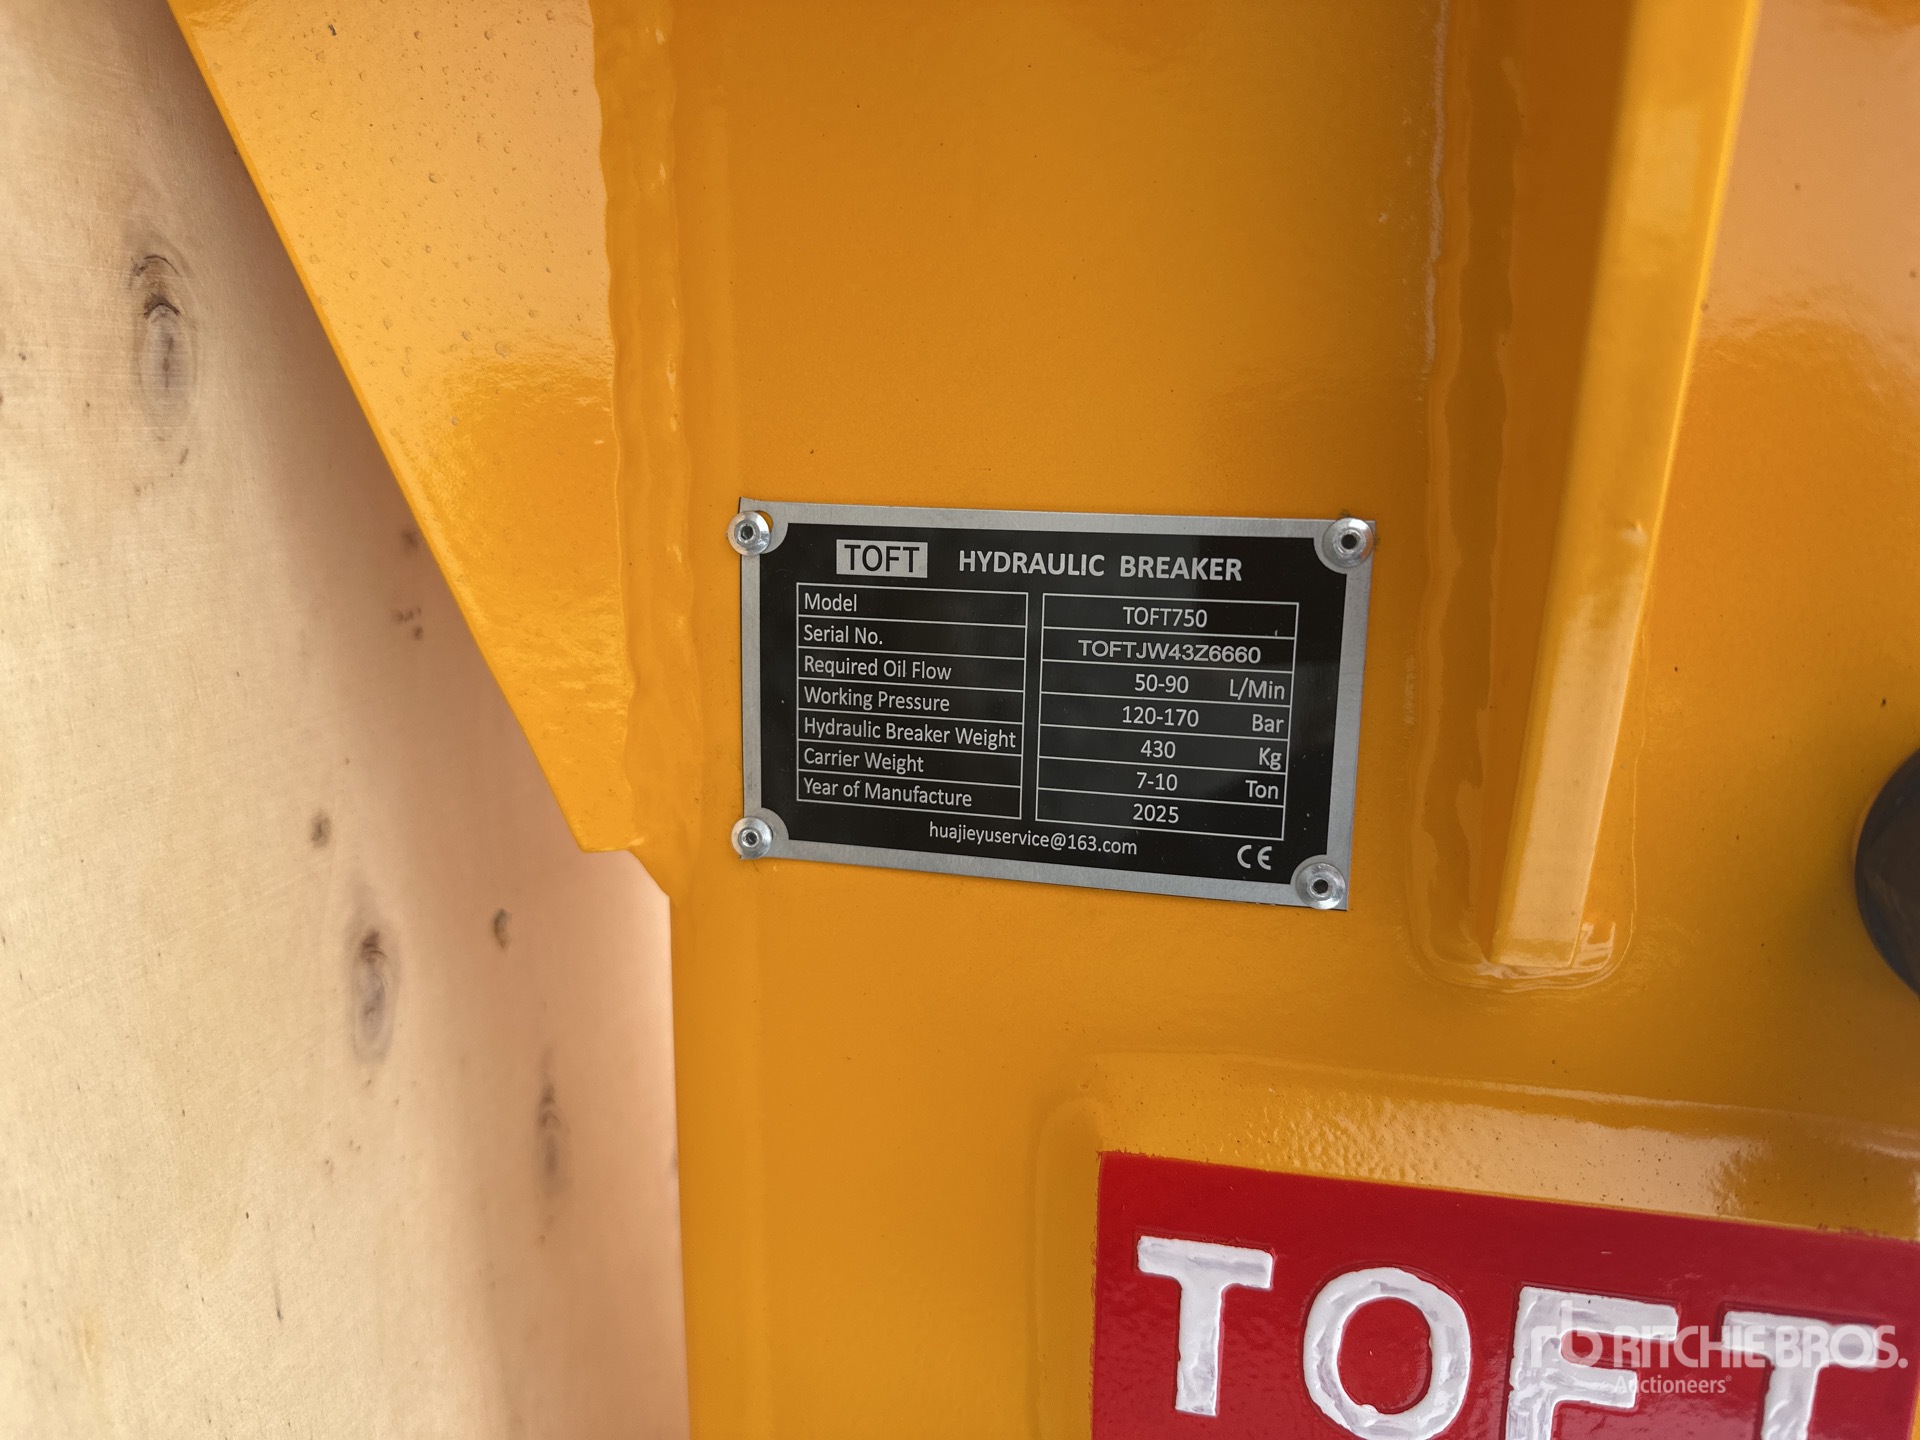 TOFT HYDRAULIC BREAKER
Model TOFT750
Serial No. TOFTJW43Z6660
Required Oil Flow 50-90 L/Min
Working Pressure 120-170 Bar
Hydraulic Breaker Weight 430 Kg
Carrier Weight 7-10 Ton
Year of Manufacture 2025
huajieyuservice@163.com
CE
TOFT
rb RITCHIE BROS.
Auctioneers